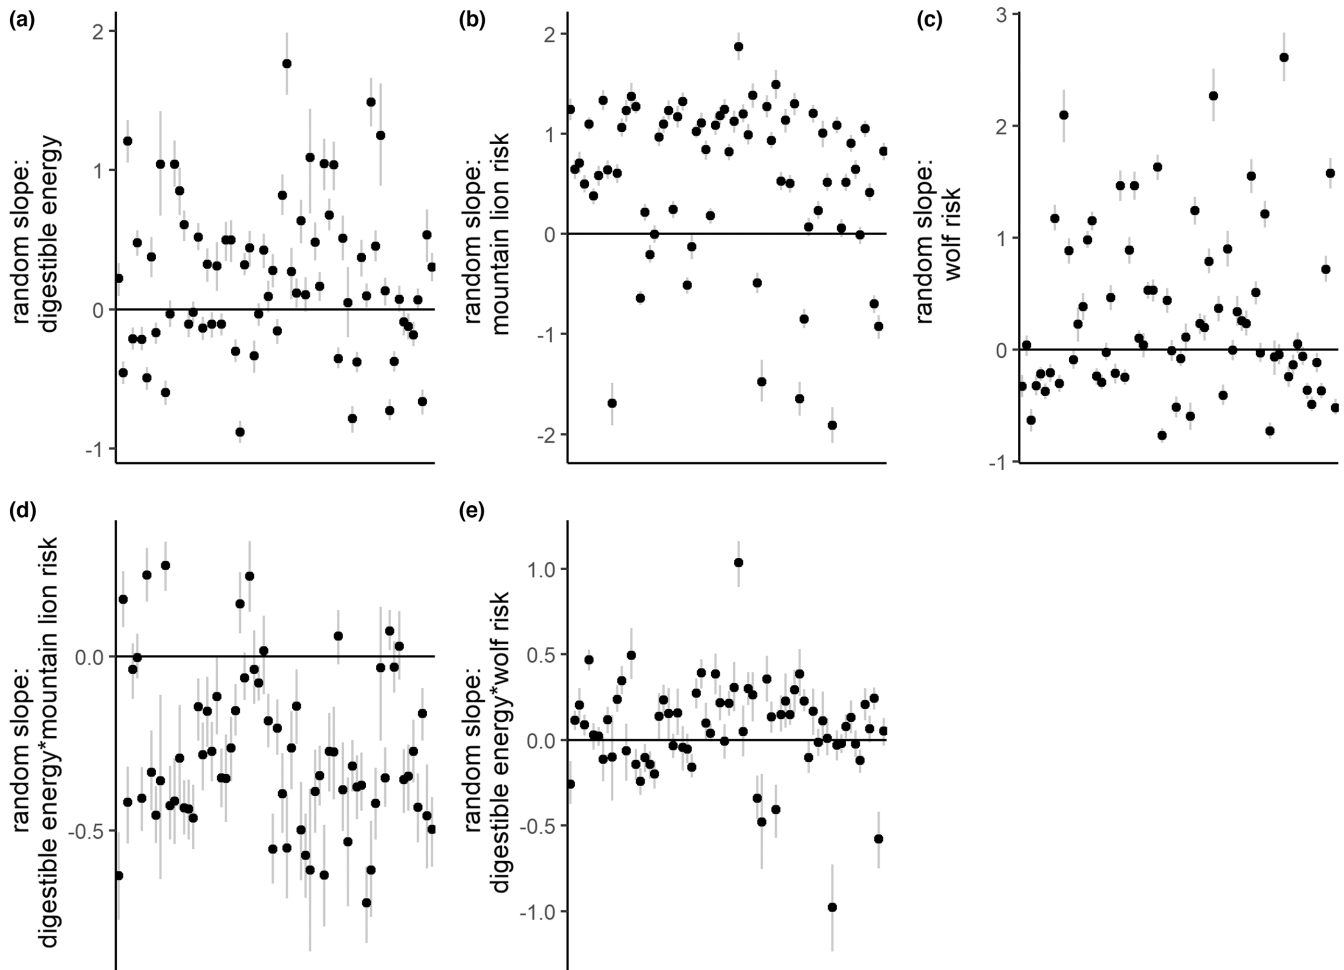 (a)
random slope:
digestible energy
2
1
0
-1
(b)
random slope:
mountain lion risk
2
1
0
-1
-2
(c)
random slope:
wolf risk
3
2
1
0
-1
(d)
random slope:
digestible energy*mountain lion risk
0.0
-0.5
(e)
random slope:
digestible energy*wolf risk
1.0
0.5
0.0
-0.5
-1.0